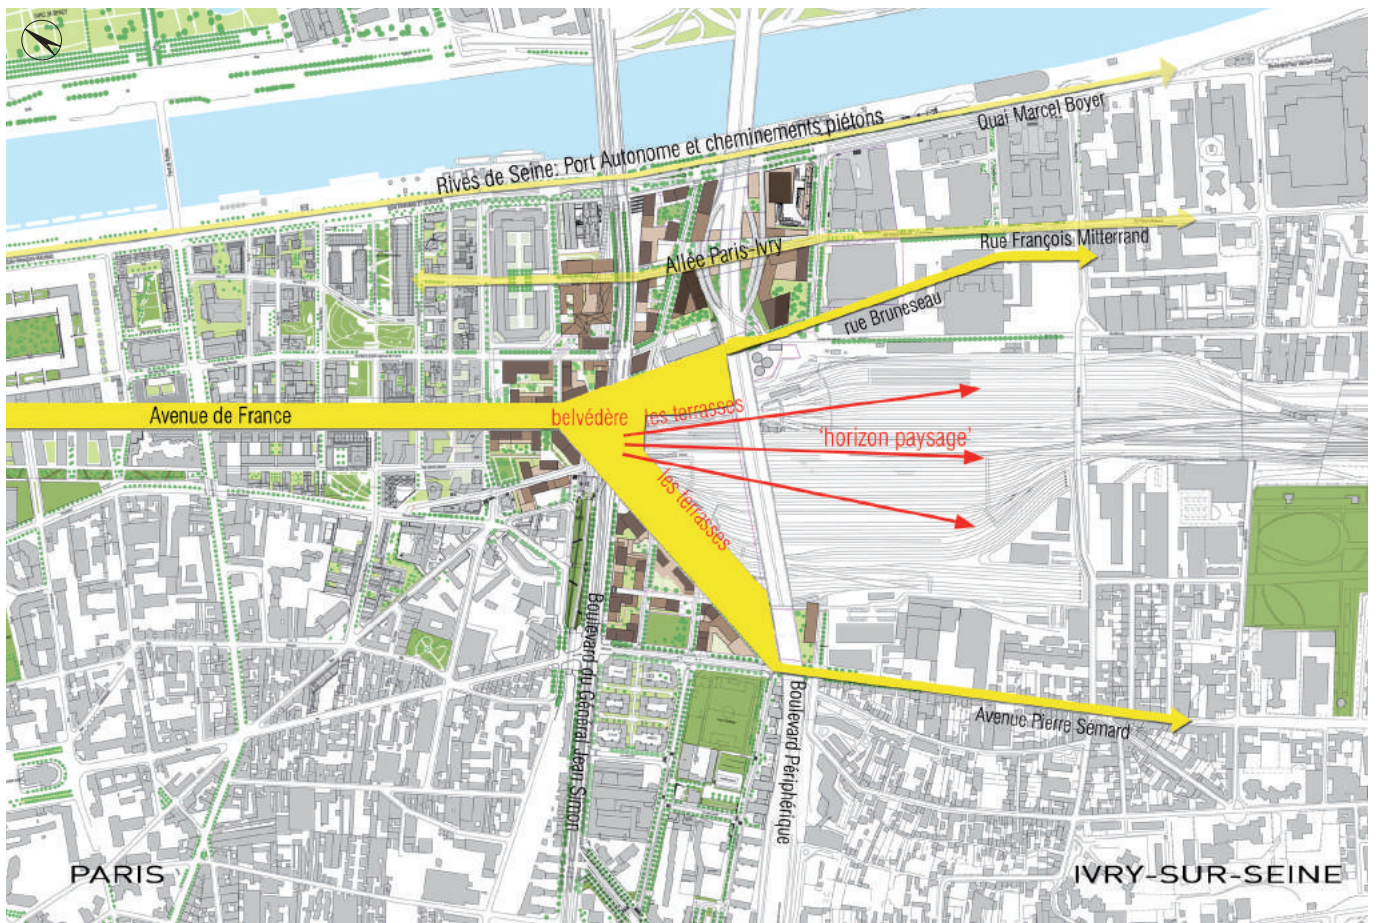 Quai Marcel Boyer
Rives de Seine: Port Autonome et cheminements piétons
Rue François Mitterrand
Allée Paris-Ivry
rue Bruneseau
Avenue de France
belvédère
les terrasses
'horizon paysage'
les terrasses
Boulevard du Général Jean Simon
Boulevard Périphérique
Avenue Pierre Sémard
PARIS
IVRY-SUR-SEINE